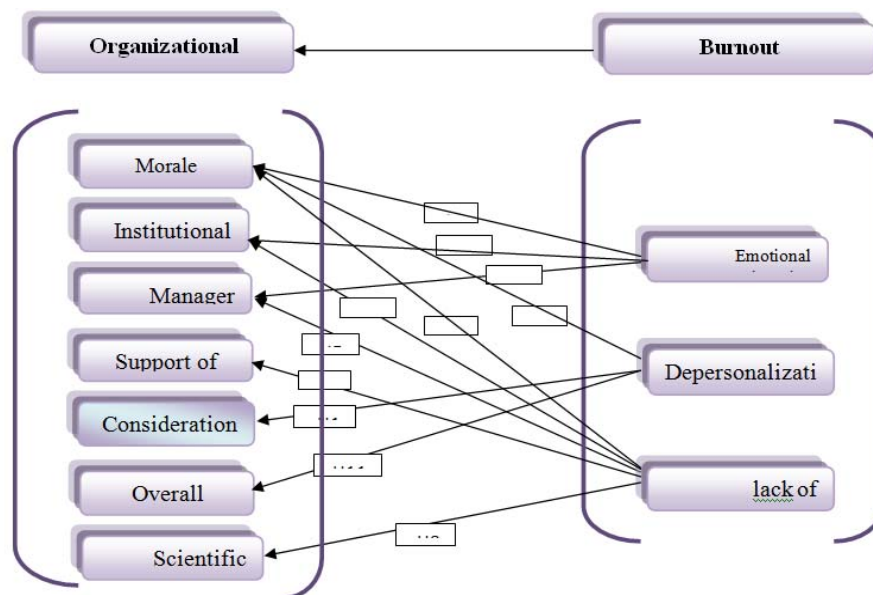 Organizational
Burnout
Morale
Institutional
Manager
Support of
Consideration
Overall
Scientific
Emotional
Depersonalizati
lack of